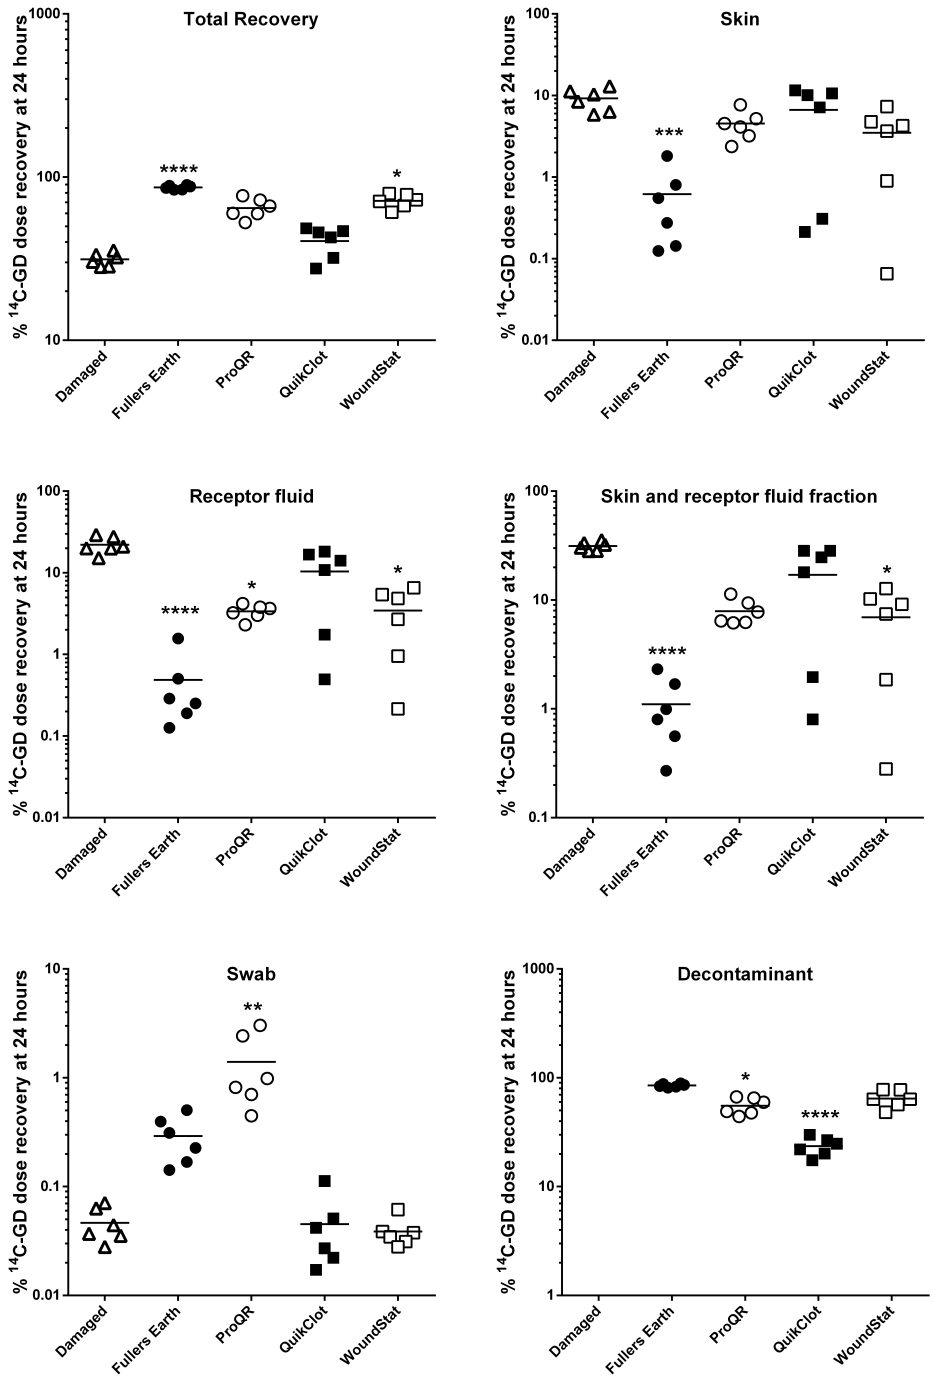 Total Recovery
% 14C-GD dose recovery at 24 hours
1000
100
10
****
*
Damaged
Fullers Earth
ProQR
QuikClot
WoundStat
Skin
% 14C-GD dose recovery at 24 hours
100
10
1
0.1
0.01
***
Damaged
Fullers Earth
ProQR
QuikClot
WoundStat
Receptor fluid
% 14C-GD dose recovery at 24 hours
100
10
1
0.1
0.01
****
*
*
Damaged
Fullers Earth
ProQR
QuikClot
WoundStat
Skin and receptor fluid fraction
% 14C-GD dose recovery at 24 hours
100
10
1
0.1
****
*
Damaged
Fullers Earth
ProQR
QuikClot
WoundStat
Swab
% 14C-GD dose recovery at 24 hours
10
1
0.1
0.01
**
Damaged
Fullers Earth
ProQR
QuikClot
WoundStat
Decontaminant
% 14C-GD dose recovery at 24 hours
1000
100
10
1
*
****
Damaged
Fullers Earth
ProQR
QuikClot
WoundStat